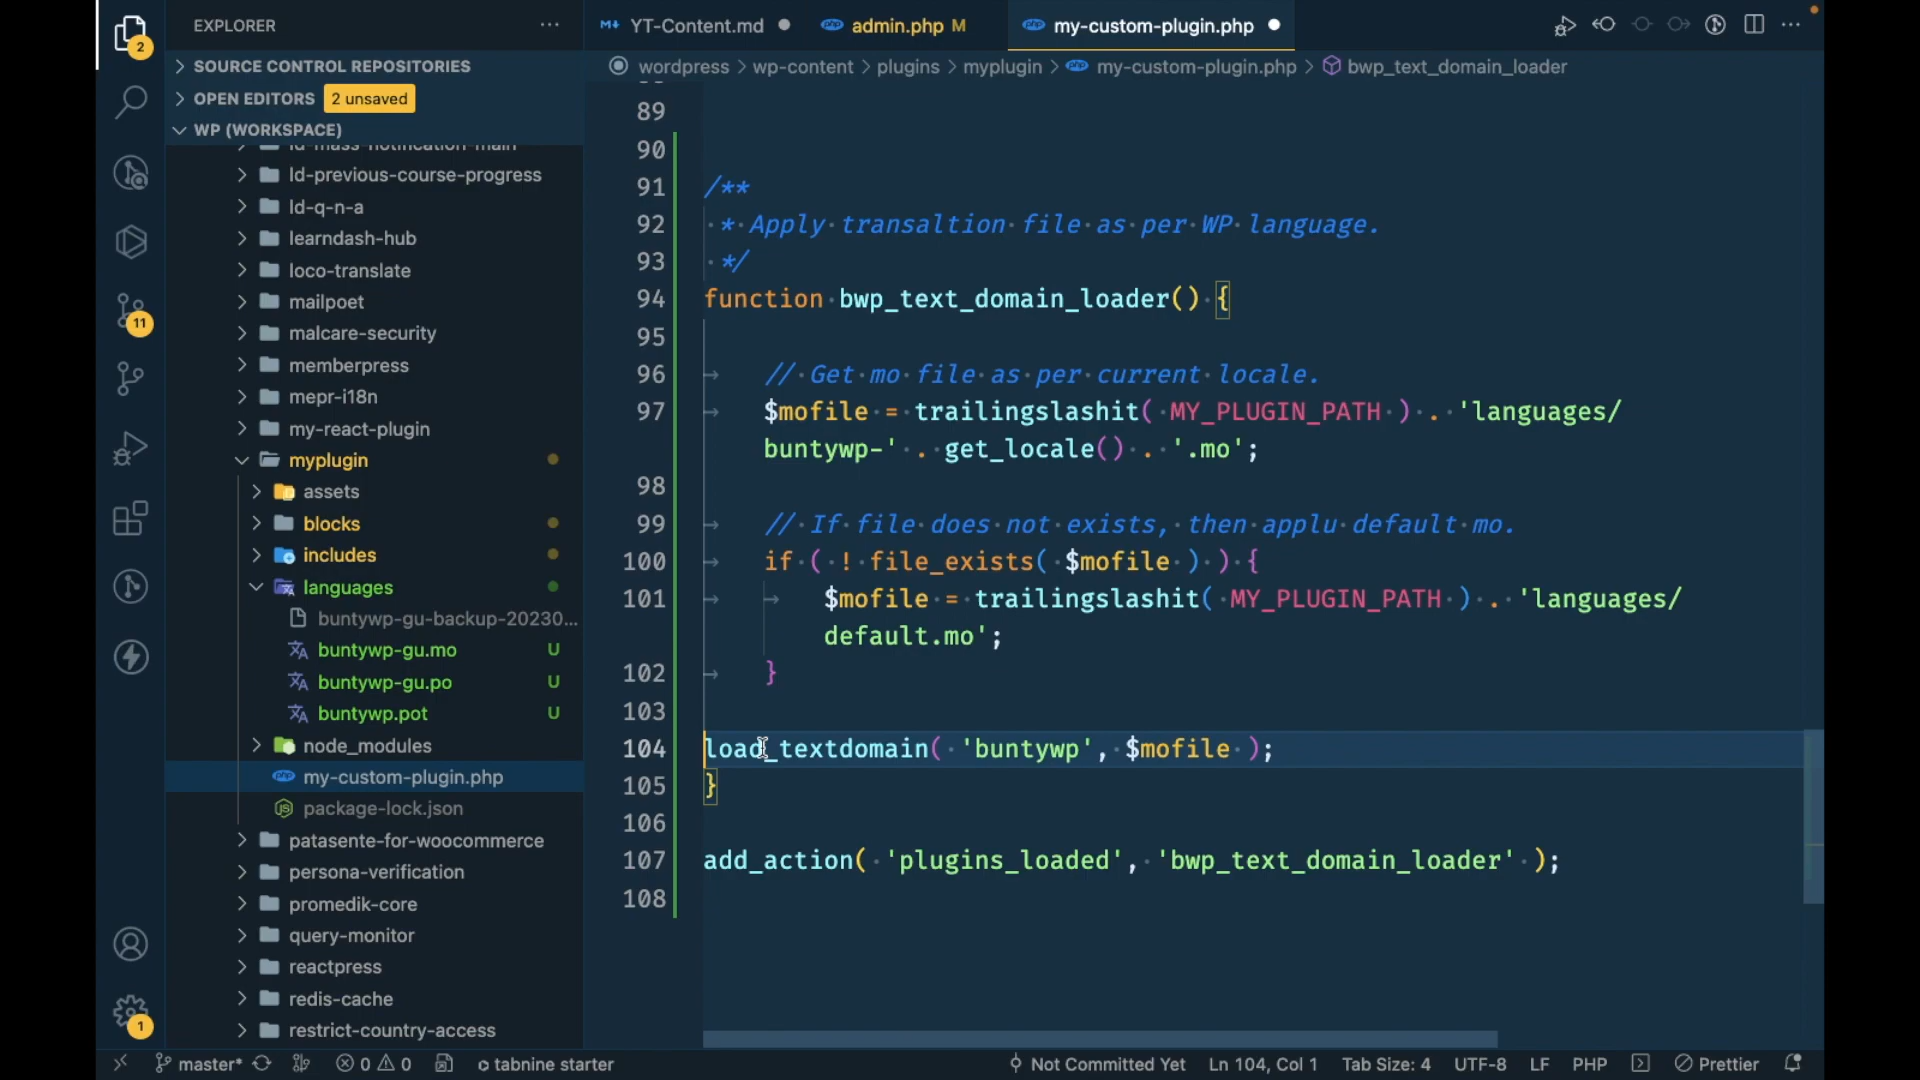 EXPLORER
YT-Content.md
admin.php M
my-custom-plugin.php
wordpress > wp-content > plugins > myplugin > my-custom-plugin.php > bwp_text_domain_loader
2
SOURCE CONTROL REPOSITORIES
OPEN EDITORS 2 unsaved
WP (WORKSPACE)
ld-mass-notification-main
ld-previous-course-progress
ld-q-n-a
learndash-hub
loco-translate
mailpoet
malcare-security
11
memberpress
mepr-i18n
my-react-plugin
myplugin
assets
blocks
includes
languages
buntywp-gu-backup-20230...
buntywp-gu.mo U
buntywp-gu.po U
buntywp.pot U
node_modules
my-custom-plugin.php
package-lock.json
patasente-for-woocommerce
persona-verification
promedik-core
query-monitor
reactpress
redis-cache
restrict-country-access
1
89
90
91 /**
92 * Apply transaltion file as per WP language.
93 */
94 function bwp_text_domain_loader() {
95
96 // Get mo file as per current locale.
97 $mofile = trailingslashit( MY_PLUGIN_PATH ) . 'languages/
buntywp-' . get_locale() . '.mo';
98
99 // If file does not exists, then applu default mo.
100 if ( ! file_exists( $mofile ) ) {
101 $mofile = trailingslashit( MY_PLUGIN_PATH ) . 'languages/
default.mo';
102 }
103
104 load_textdomain( 'buntywp', $mofile );
105 }
106
107 add_action( 'plugins_loaded', 'bwp_text_domain_loader' );
108
master* 0 0 tabnine starter Not Committed Yet Ln 104, Col 1 Tab Size: 4 UTF-8 LF PHP Prettier